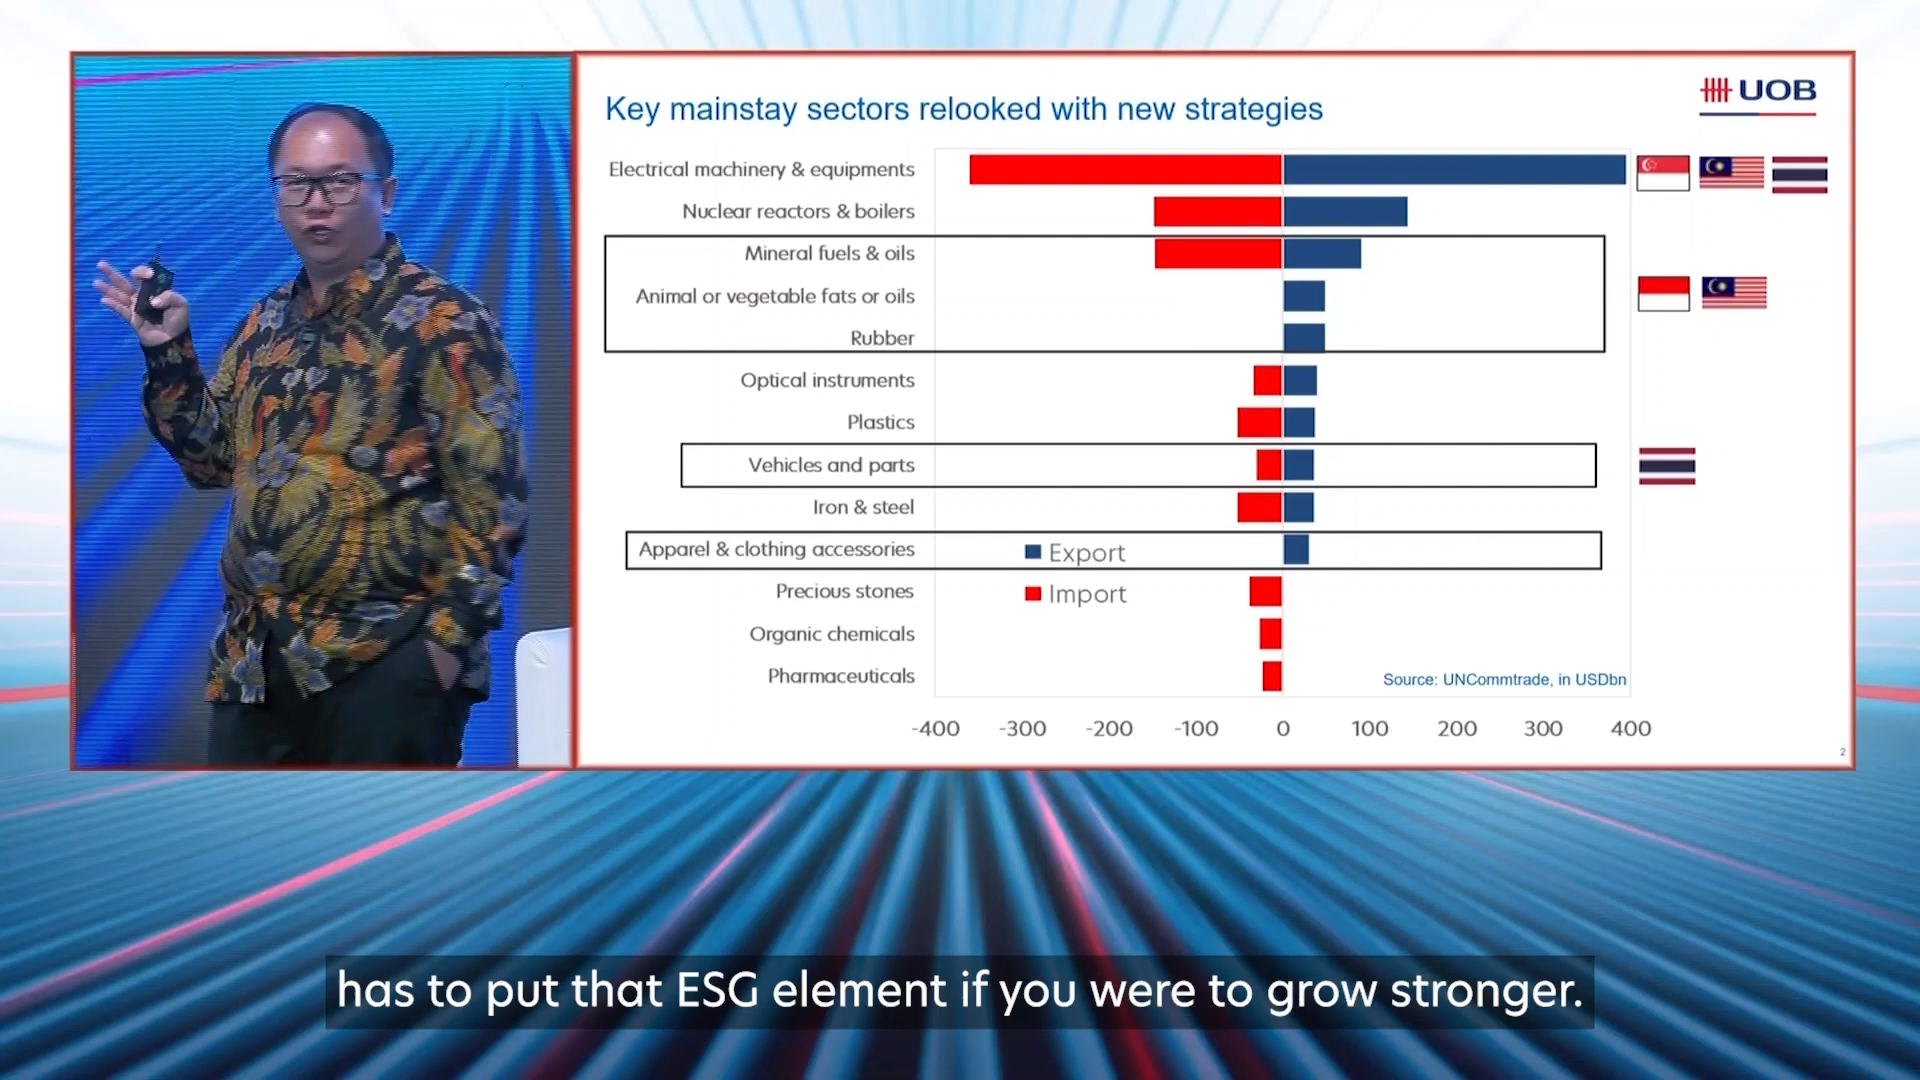 UOB
Key mainstay sectors relooked with new strategies
Electrical machinery & equipments
Nuclear reactors & boilers
Mineral fuels & oils
Animal or vegetable fats or oils
Rubber
Optical instruments
Plastics
Vehicles and parts
Iron & steel
Apparel & clothing accessories
Export
Precious stones
Import
Organic chemicals
Pharmaceuticals
Source: UNCommtrade, in USDbn
-400 -300 -200 -100 0 100 200 300 400
2
has to put that ESG element if you were to grow stronger.